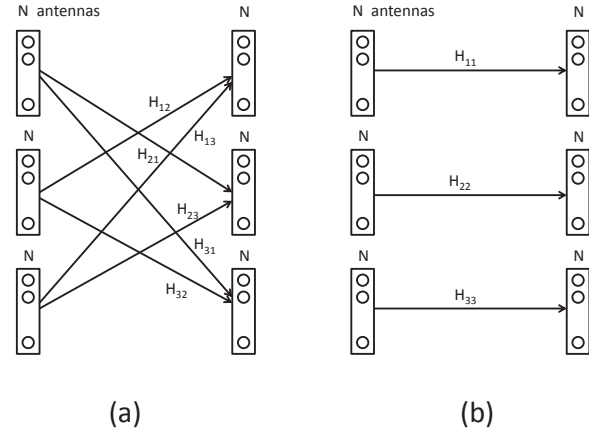 N antennas
N
H₁₂
H₁₃
N
N
H₂₁
H₂₃
N
N
H₃₁
H₃₂
(a)
N antennas
N
H₁₁
N
N
H₂₂
N
N
H₃₃
(b)